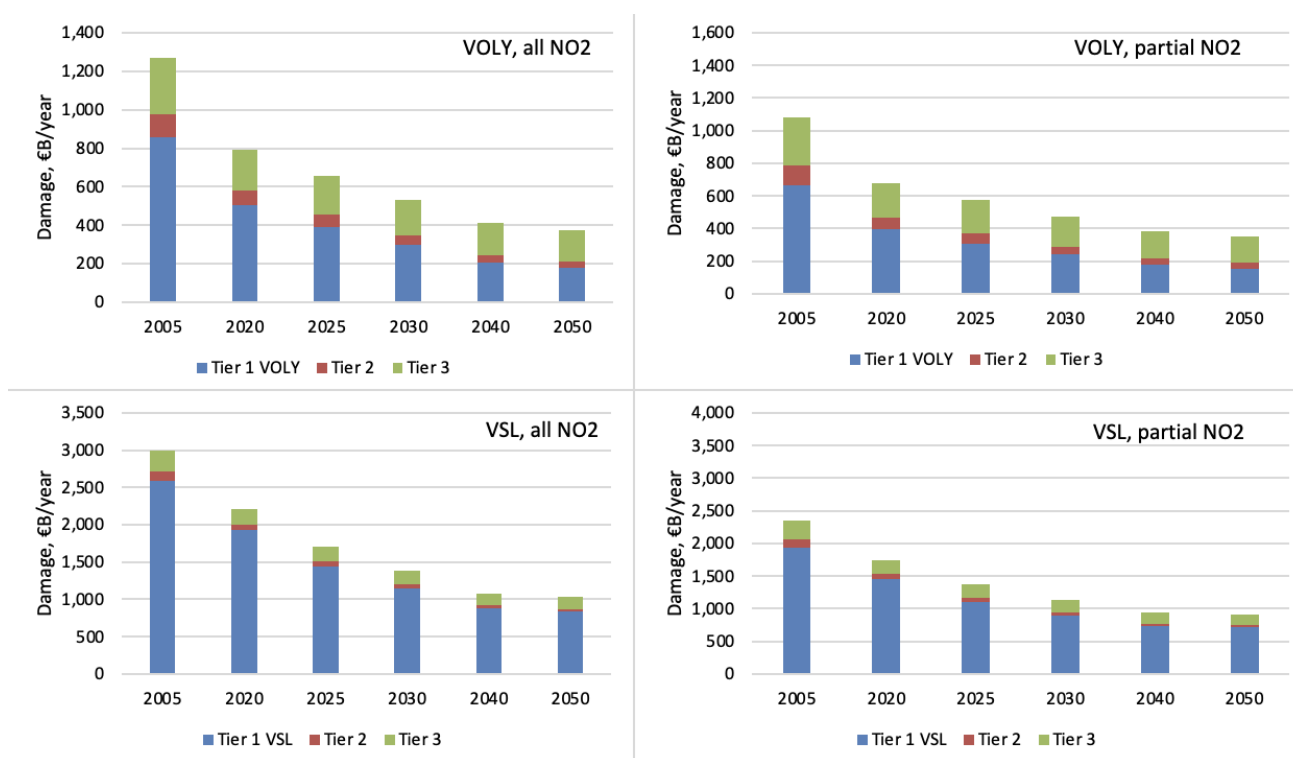 VOLY, all NO2
Damage, €B/year
1,400
1,200
1,000
800
600
400
200
0
2005 2020 2025 2030 2040 2050
Tier 1 VOLY Tier 2 Tier 3
VOLY, partial NO2
Damage, €B/year
1,600
1,400
1,200
1,000
800
600
400
200
0
2005 2020 2025 2030 2040 2050
Tier 1 VOLY Tier 2 Tier 3
VSL, all NO2
Damage, €B/year
3,500
3,000
2,500
2,000
1,500
1,000
500
0
2005 2020 2025 2030 2040 2050
Tier 1 VSL Tier 2 Tier 3
VSL, partial NO2
Damage, €B/year
4,000
3,500
3,000
2,500
2,000
1,500
1,000
500
0
2005 2020 2025 2030 2040 2050
Tier 1 VSL Tier 2 Tier 3